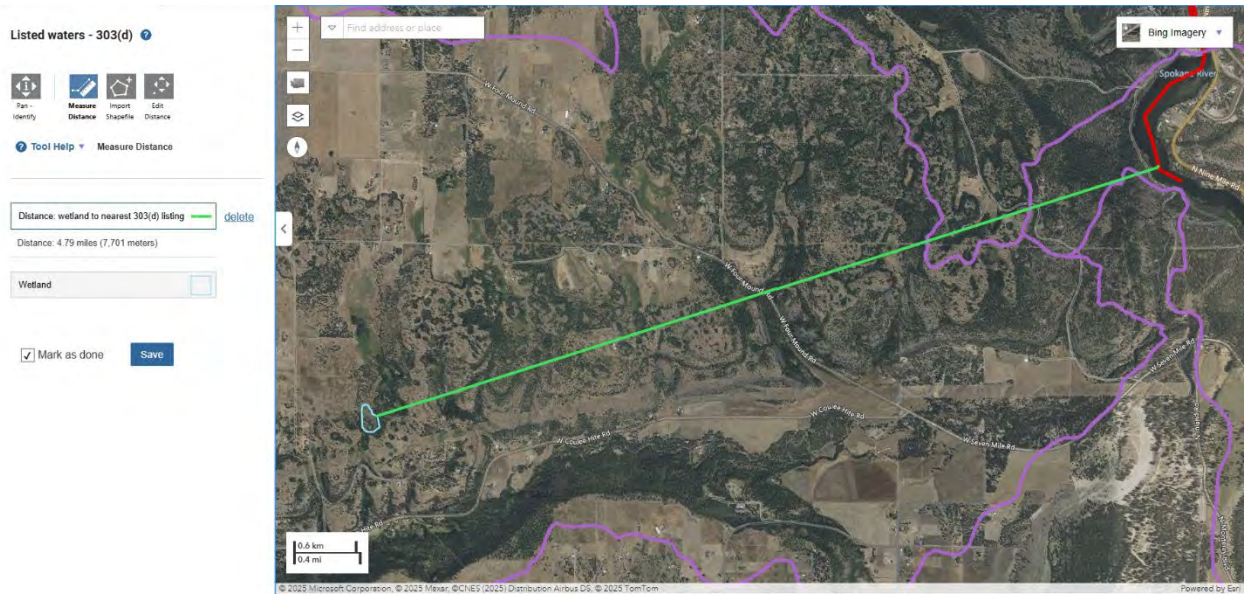 Listed waters - 303(d)
Pan - Identify
Measure Distance
Import Shapefile
Edit Distance
Tool Help
Measure Distance
Distance: wetland to nearest 303(d) listing
delete
Distance: 4.79 miles (7,701 meters)
Wetland
Mark as done
Save
Find address or place
Bing Imagery
Spokane River
N Nine Mile Rd
W Four Mound Rd
W Four Mound Rd
W Four Mound Rd
W Seven Mile Rd
W Coulee Hite Rd
W Coulee Hite Rd
W Seven Mile Rd
Hite Rd
0.6 km
0.4 mi
© 2025 Microsoft Corporation, © 2025 Maxar, ©CNES (2025) Distribution Airbus DS, © 2025 TomTom
Powered by Esri